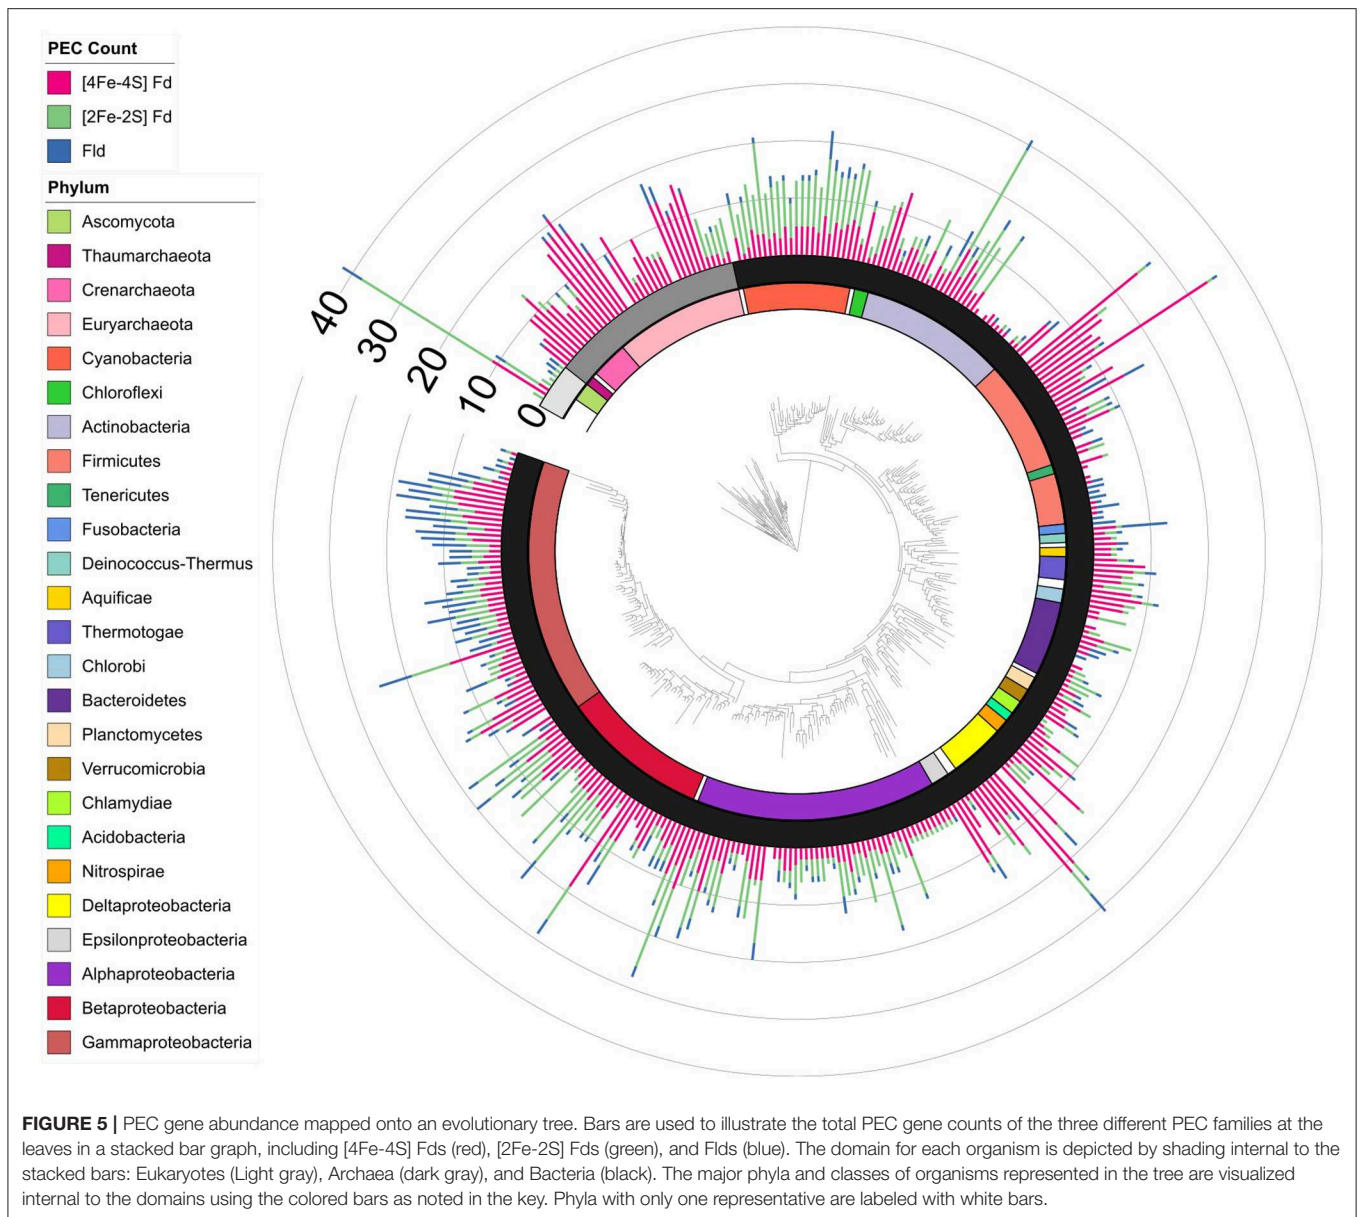 PEC Count
[4Fe-4S] Fd
[2Fe-2S] Fd
Fld
Phylum
Ascomycota
Thaumarchaeota
Crenarchaeota
Euryarchaeota
Cyanobacteria
Chloroflexi
Actinobacteria
Firmicutes
Tenericutes
Fusobacteria
Deinococcus-Thermus
Aquificae
Thermotogae
Chlorobi
Bacteroidetes
Planctomycetes
Verrucomicrobia
Chlamydiae
Acidobacteria
Nitrospirae
Deltaproteobacteria
Epsilonproteobacteria
Alphaproteobacteria
Betaproteobacteria
Gammaproteobacteria
40
30
20
10
0
FIGURE 5 | PEC gene abundance mapped onto an evolutionary tree. Bars are used to illustrate the total PEC gene counts of the three different PEC families at the
leaves in a stacked bar graph, including [4Fe-4S] Fds (red), [2Fe-2S] Fds (green), and Flds (blue). The domain for each organism is depicted by shading internal to the
stacked bars: Eukaryotes (Light gray), Archaea (dark gray), and Bacteria (black). The major phyla and classes of organisms represented in the tree are visualized
internal to the domains using the colored bars as noted in the key. Phyla with only one representative are labeled with white bars.